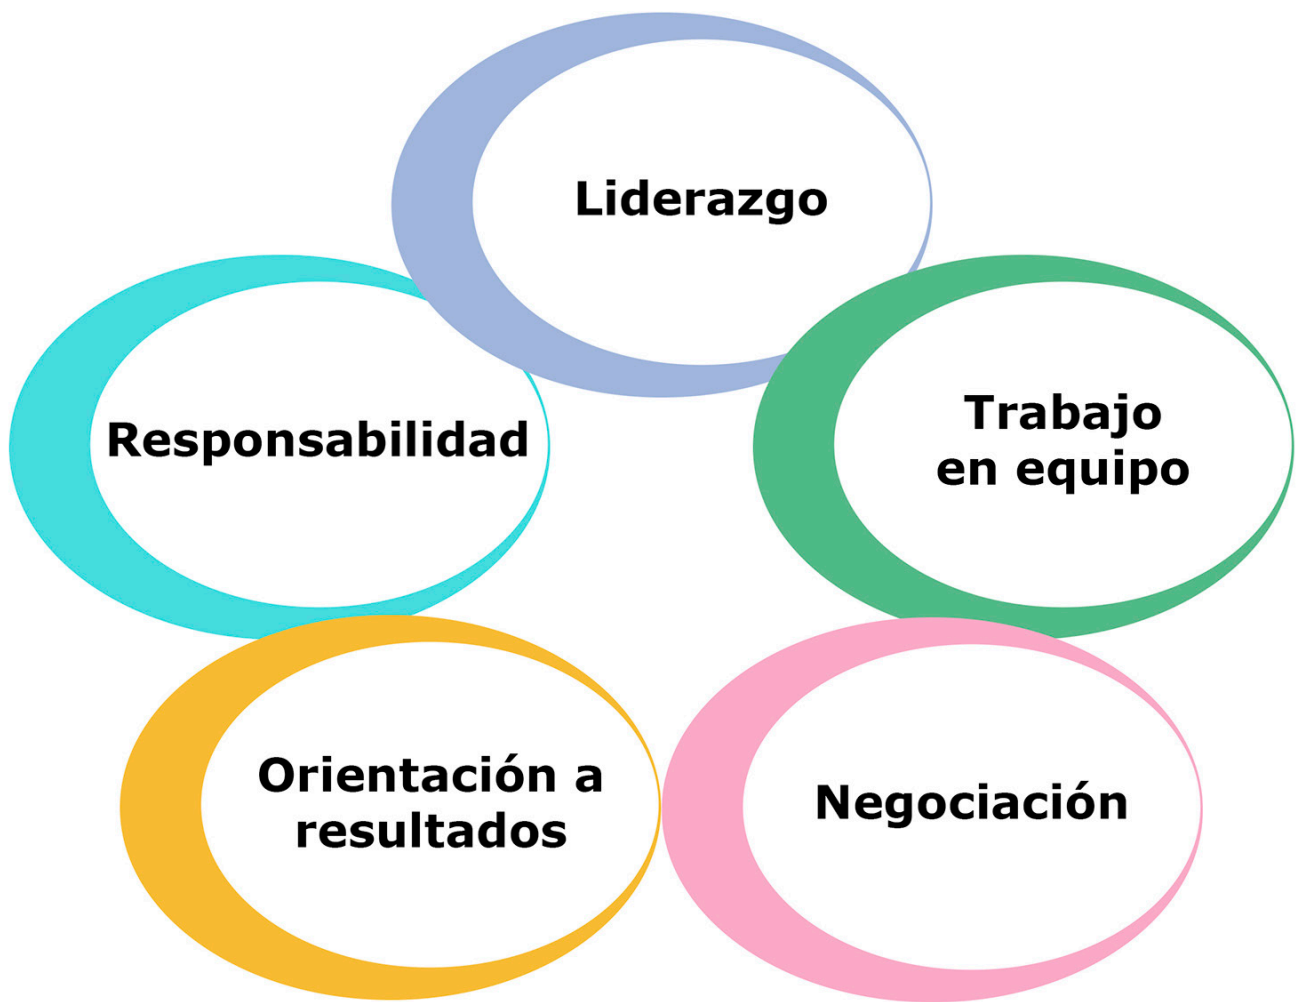 Liderazgo
Responsabilidad
Trabajo
en equipo
Orientación a
resultados
Negociación